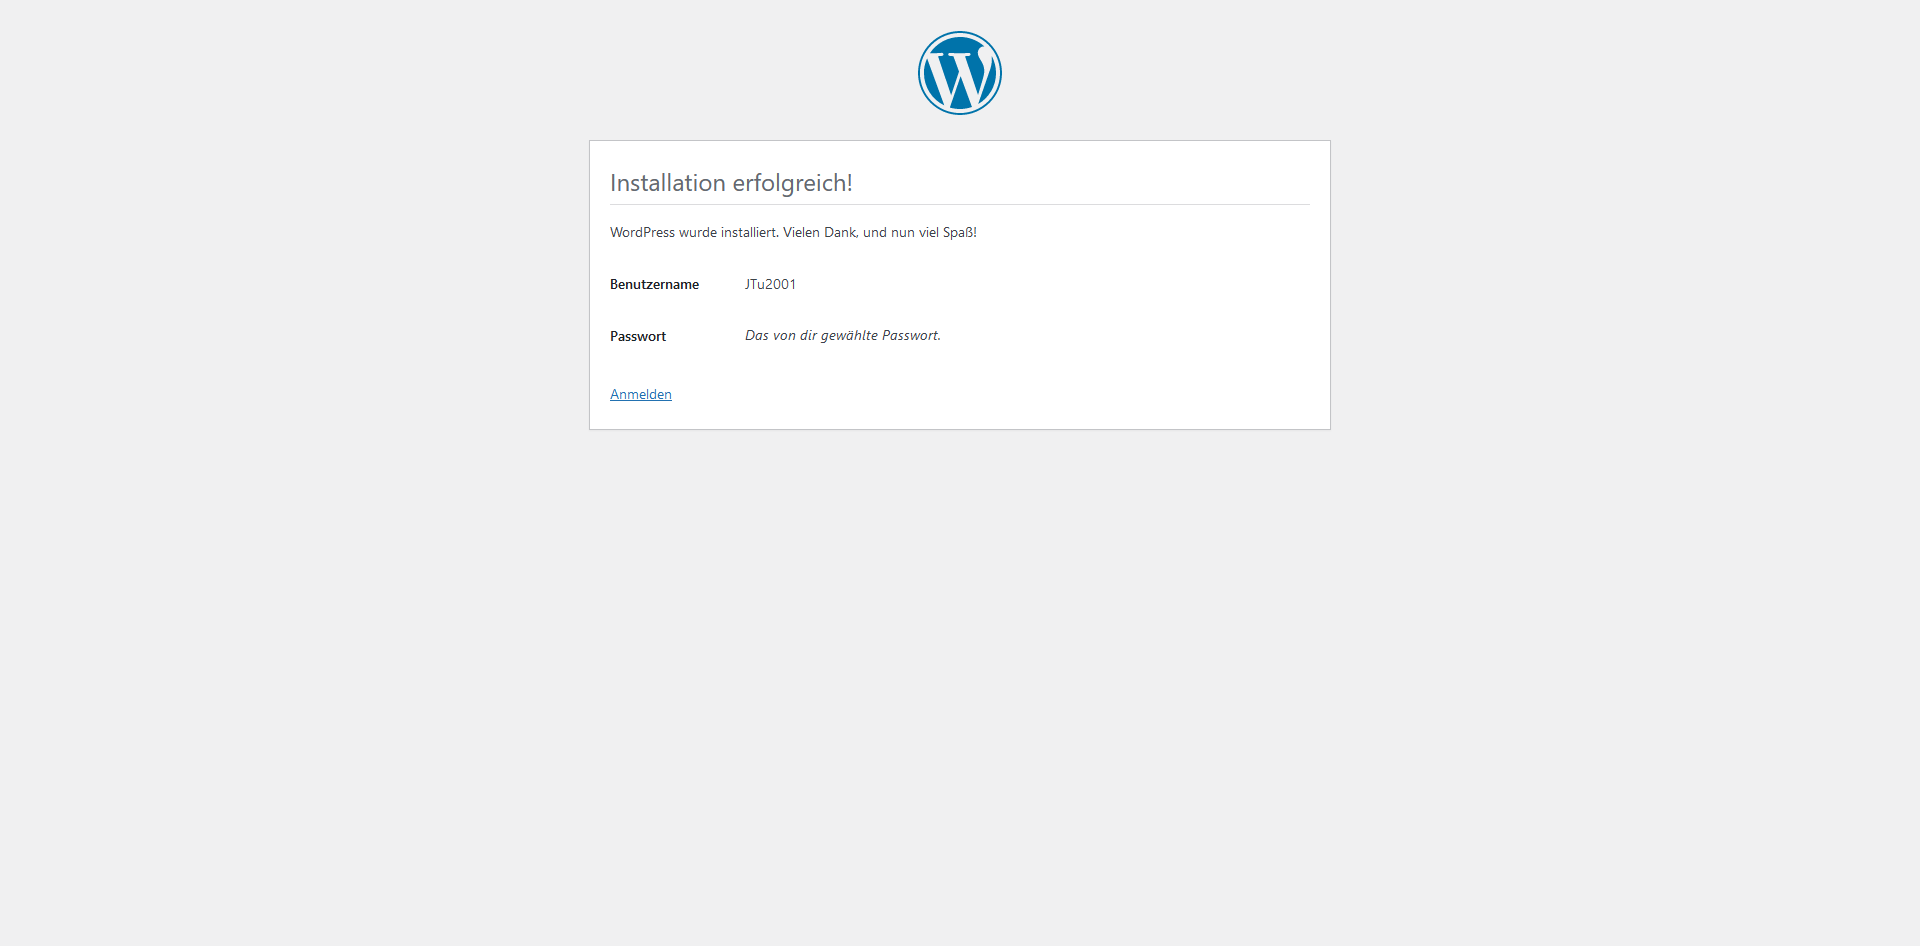 Installation erfolgreich!
WordPress wurde installiert. Vielen Dank, und nun viel Spaß!
Benutzername JTu2001
Passwort Das von dir gewählte Passwort.
Anmelden